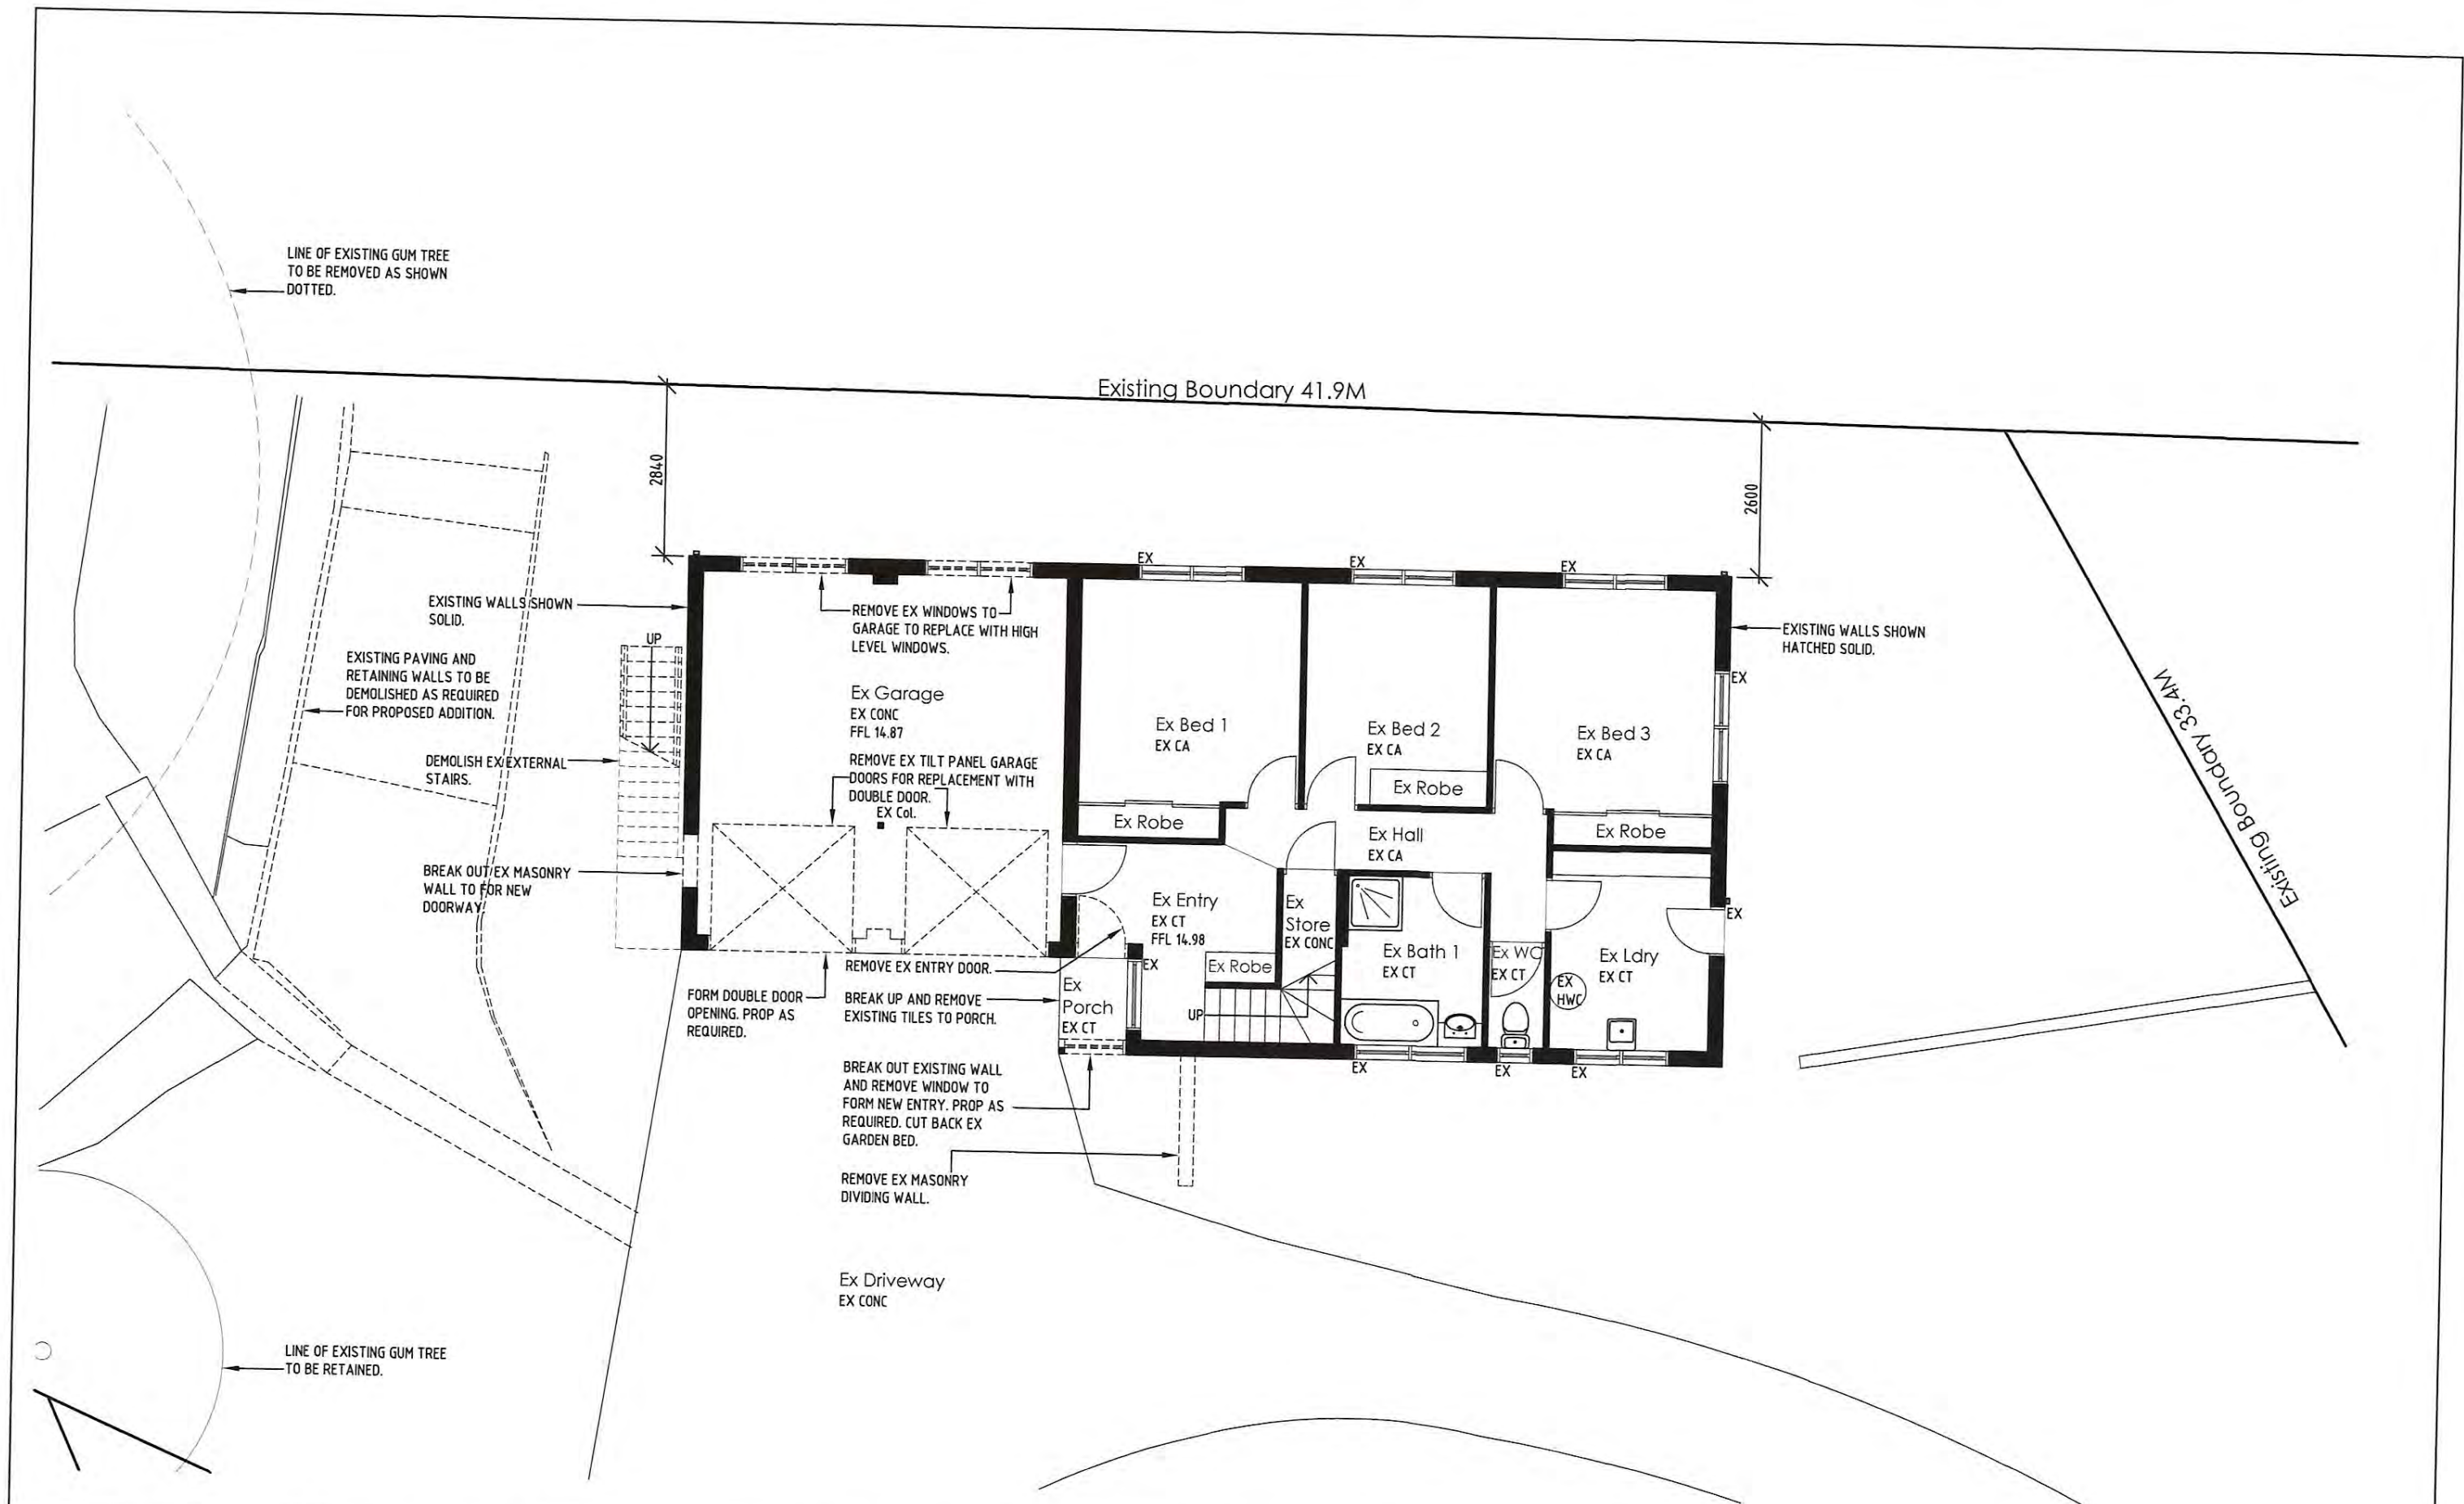 LINE OF EXISTING GUM TREE
TO BE REMOVED AS SHOWN
DOTTED.
Existing Boundary 41.9M
2840
2600
EXISTING WALLS SHOWN
SOLID.
EXISTING PAVING AND
RETAINING WALLS TO BE
DEMOLISHED AS REQUIRED
FOR PROPOSED ADDITION.
UP
DEMOLISH EX EXTERNAL
STAIRS.
BREAK OUT EX MASONRY
WALL TO FOR NEW
DOORWAY
REMOVE EX WINDOWS TO
GARAGE TO REPLACE WITH HIGH
LEVEL WINDOWS.
Ex Garage
EX CONC
FFL 14.87
REMOVE EX TILT PANEL GARAGE
DOORS FOR REPLACEMENT WITH
DOUBLE DOOR.
EX Col.
EX
EX
EX
EXISTING WALLS SHOWN
HATCHED SOLID.
EX
Existing Boundary 33.4M
Ex Bed 1
EX CA
Ex Bed 2
EX CA
Ex Bed 3
EX CA
Ex Robe
Ex Robe
Ex Robe
Ex Hall
EX CA
Ex Entry
EX CT
FFL 14.98
Ex
Store
EX CONC
Ex Robe
UP
Ex Bath 1
EX CT
Ex WC
EX CT
Ex Ldry
EX CT
EX
HWC
EX
EX
Ex
Porch
EX CT
EX
EX
EX
REMOVE EX ENTRY DOOR.
FORM DOUBLE DOOR
OPENING. PROP AS
REQUIRED.
BREAK UP AND REMOVE
EXISTING TILES TO PORCH.
BREAK OUT EXISTING WALL
AND REMOVE WINDOW TO
FORM NEW ENTRY. PROP AS
REQUIRED. CUT BACK EX
GARDEN BED.
REMOVE EX MASONRY
DIVIDING WALL.
Ex Driveway
EX CONC
LINE OF EXISTING GUM TREE
TO BE RETAINED.